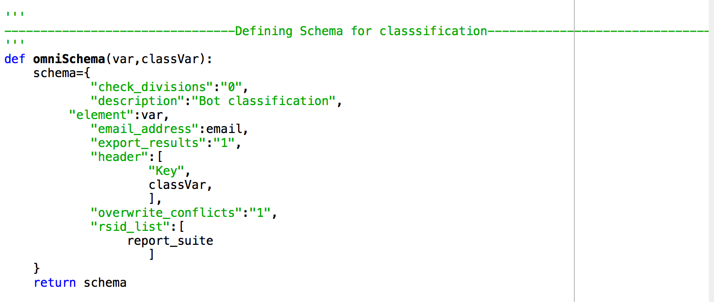 '''
--------------------------------Defining Schema for classsification-------------------------------
'''
def omniSchema(var,classVar):
    schema={
            "check_divisions":"0",
            "description":"Bot classification",
         "element":var,
            "email_address":email,
            "export_results":"1",
            "header":[
                    "Key",
                    classVar,
                    ],
            "overwrite_conflicts":"1",
            "rsid_list":[
                 report_suite
                    ]
    }
    return schema